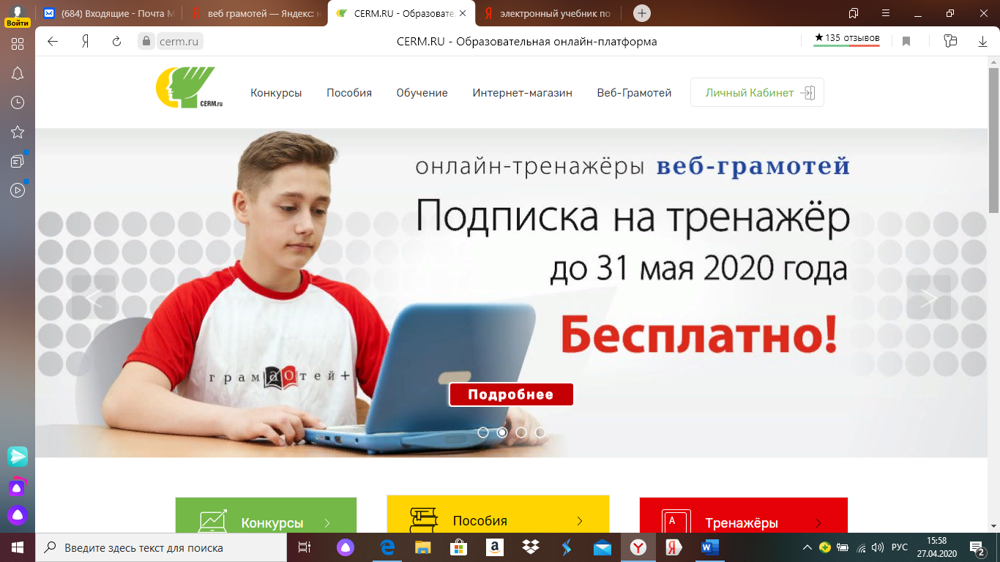 Войти
(684) Входящие - Почта M
веб грамотей — Яндекс: н
CERM.RU - Образовате.
электронный учебник по
cerm.ru
CERM.RU - Образовательная онлайн-платформа
★135 отзывов
CERM.ru
Конкурсы
Пособия
Обучение
Интернет-магазин
Веб-Грамотей
Личный Кабинет
онлайн-тренажёры веб-грамотей
Подписка на тренажёр
до 31 мая 2020 года
Бесплатно!
грамАОтей+
Подробнее
Конкурсы
Пособия
A
Тренажёры
Введите здесь текст для поиска
РУС
15:58
27.04.2020
2